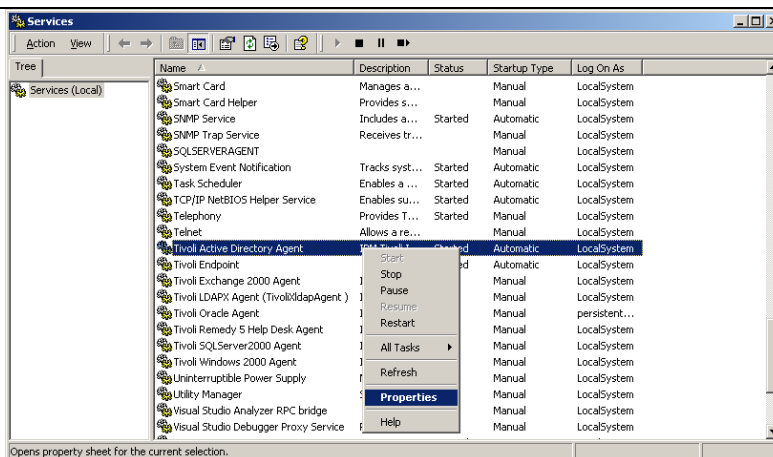 Services
Action View
Tree
Name Description Status Startup Type Log On As
Services (Local)
Smart Card Manages a... Manual LocalSystem
Smart Card Helper Provides s... Manual LocalSystem
SNMP Service Includes a... Started Automatic LocalSystem
SNMP Trap Service Receives tr... Manual LocalSystem
SQLSERVERAGENT Manual LocalSystem
System Event Notification Tracks syst... Started Automatic LocalSystem
Task Scheduler Enables a ... Started Automatic LocalSystem
TCP/IP NetBIOS Helper Service Enables su... Started Automatic LocalSystem
Telephony Provides T... Started Manual LocalSystem
Telnet Allows a re... Manual LocalSystem
Tivoli Active Directory Agent Automatic LocalSystem
Tivoli Endpoint Automatic LocalSystem
Tivoli Exchange 2000 Agent Manual LocalSystem
Tivoli LDAPX Agent (TivoliXldapAgent ) Manual LocalSystem
Tivoli Oracle Agent Manual persistent...
Tivoli Remedy 5 Help Desk Agent Manual LocalSystem
Tivoli SQLServer2000 Agent Manual LocalSystem
Tivoli Windows 2000 Agent Manual LocalSystem
Uninterruptible Power Supply Manual LocalSystem
Utility Manager Manual LocalSystem
Visual Studio Analyzer RPC bridge Manual LocalSystem
Visual Studio Debugger Proxy Service Manual LocalSystem
Start
Stop
Pause
Resume
Restart
All Tasks
Refresh
Properties
Help
Opens property sheet for the current selection.